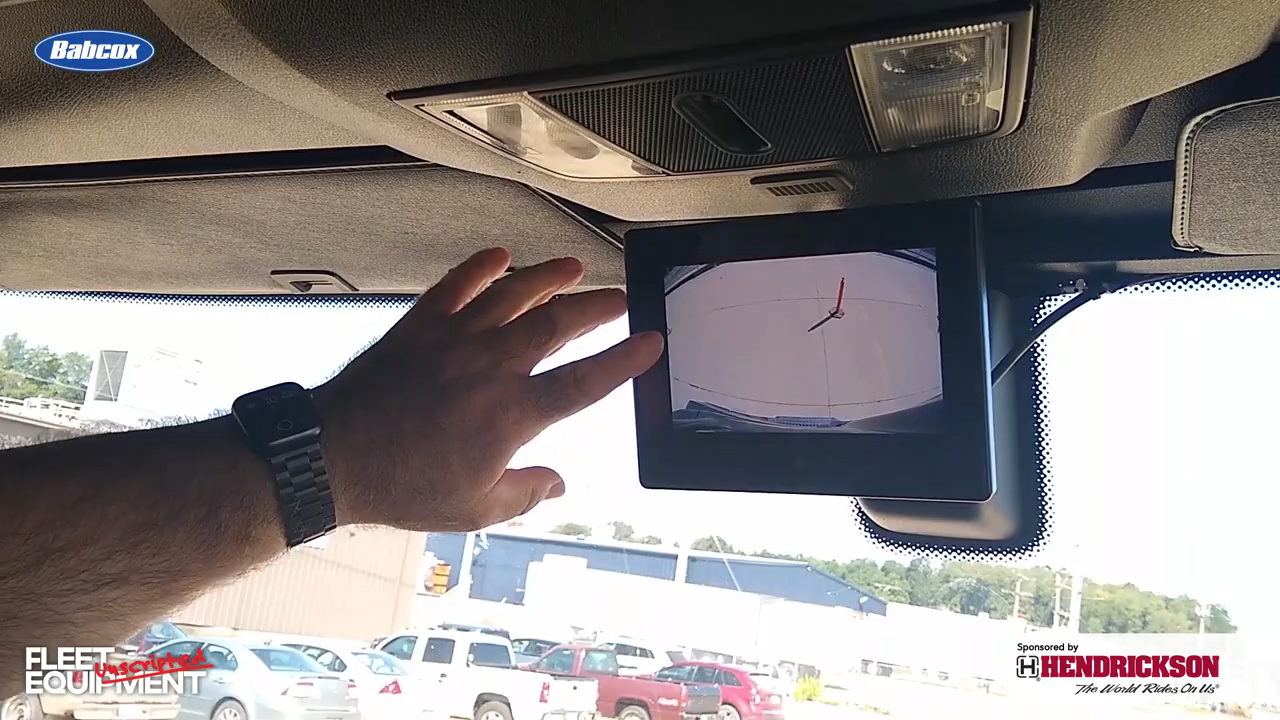 Babcox
FLEET
Unscripted
EQUIPMENT
Sponsored by
HENDRICKSON
The World Rides On Us